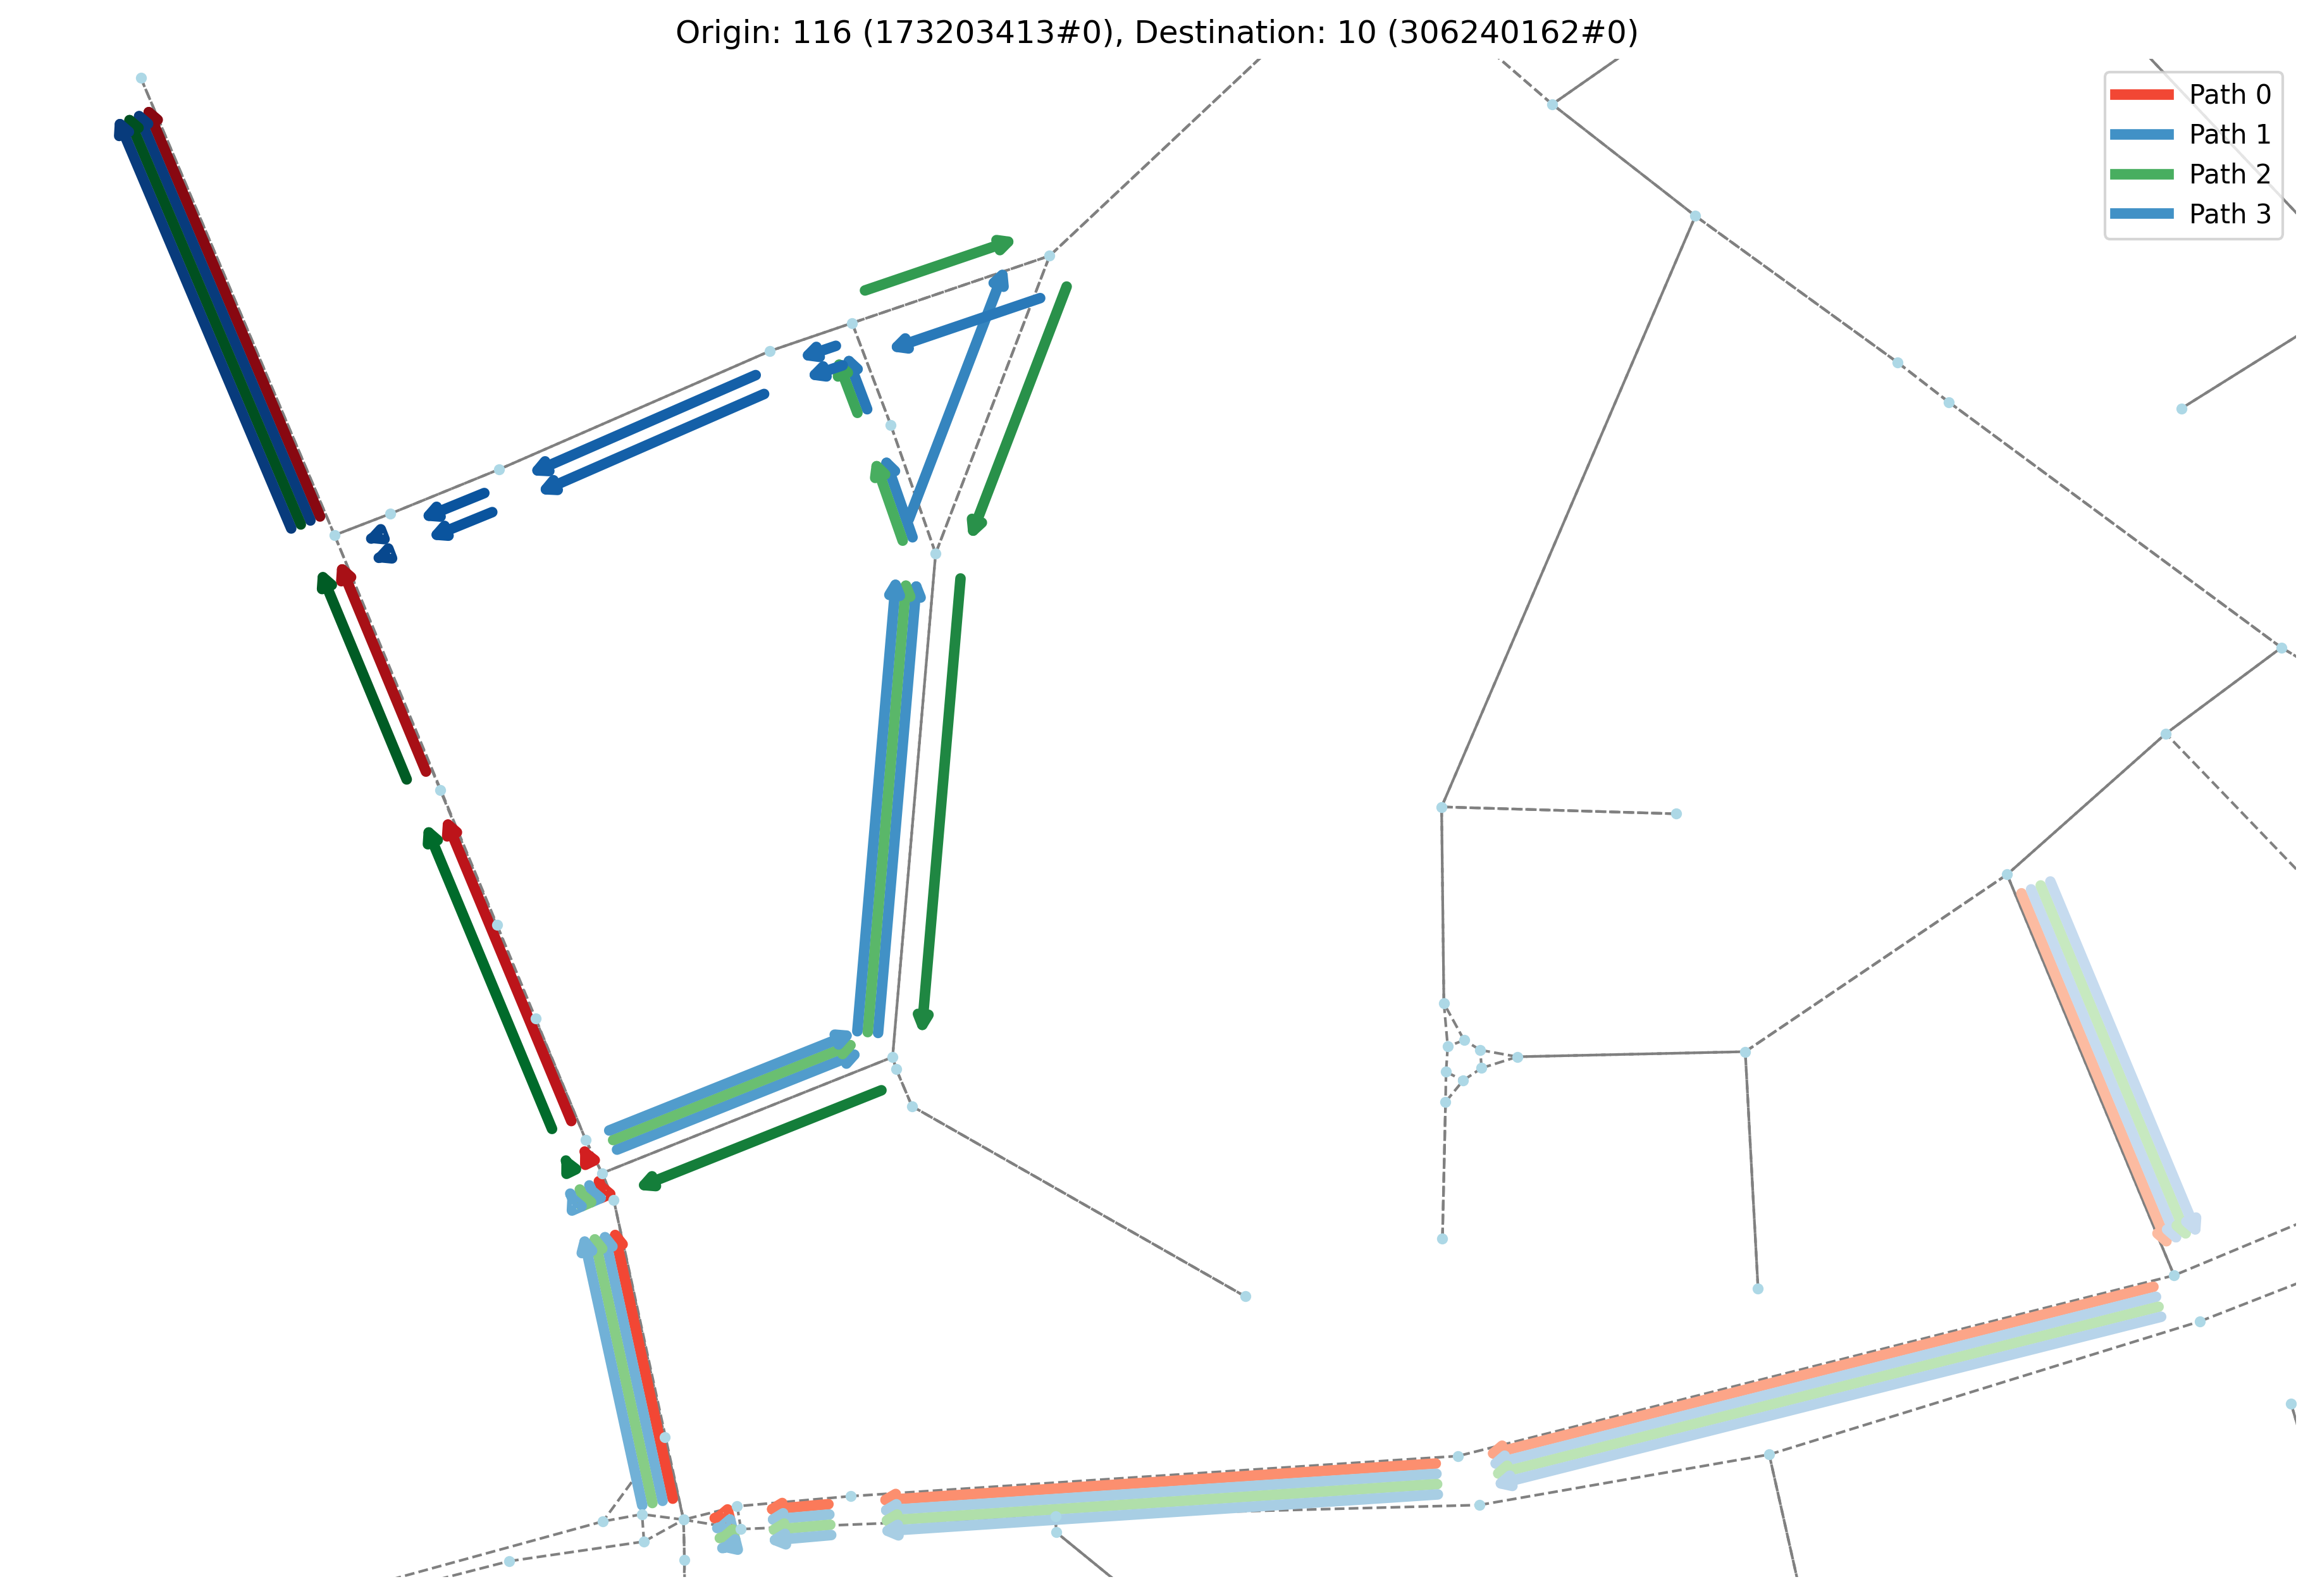 Origin: 116 (173203413#0), Destination: 10 (306240162#0)
Path 0
Path 1
Path 2
Path 3